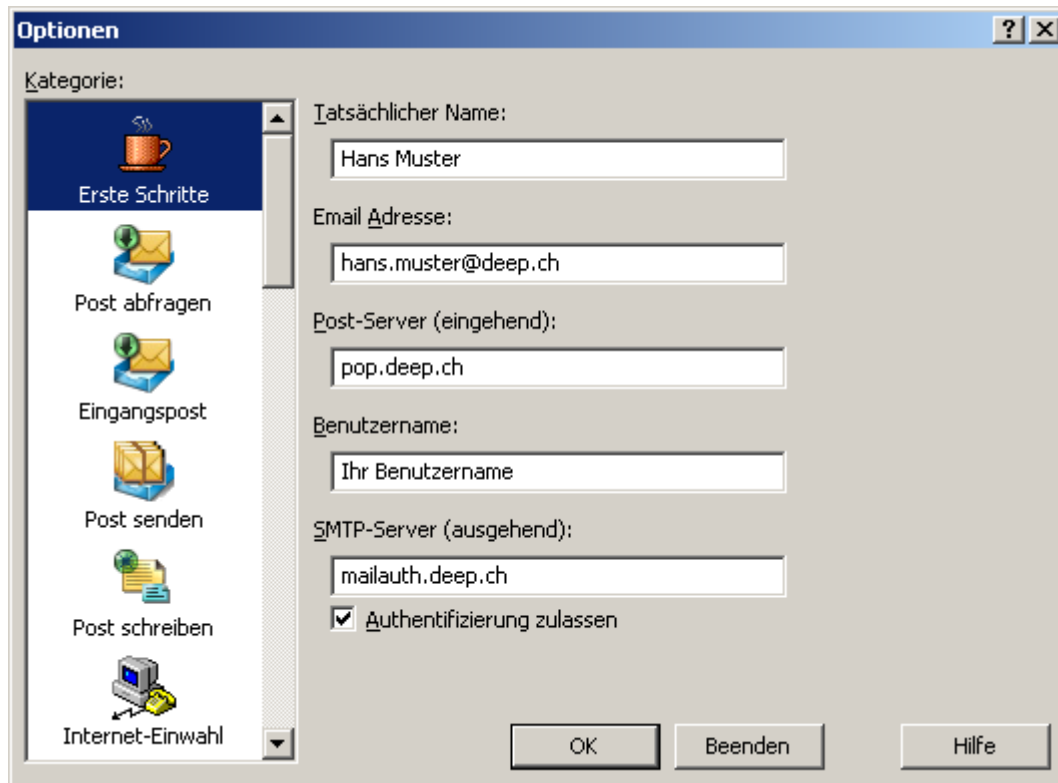 Optionen
Kategorie:
Erste Schritte
Post abfragen
Eingangspost
Post senden
Post schreiben
Internet-Einwahl
Tatsächlicher Name:
Hans Muster
Email Adresse:
hans.muster@deep.ch
Post-Server (eingehend):
pop.deep.ch
Benutzername:
Ihr Benutzername
SMTP-Server (ausgehend):
mailauth.deep.ch
Authentifizierung zulassen
OK Beenden Hilfe